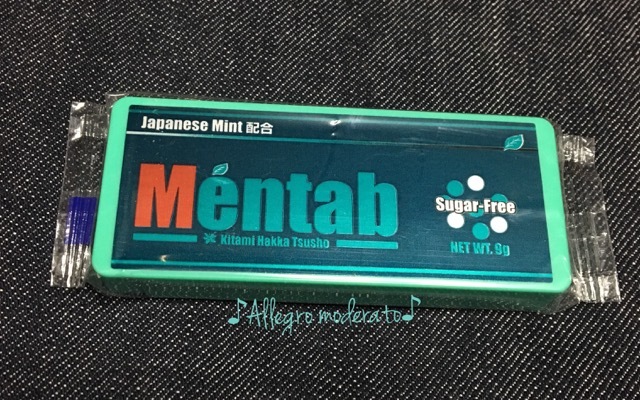 Japanese Mint 配合
Mentab
Kitami Hakka Tsusho
Sugar-Free
NET WT. 9g
♪Allegro moderato♪